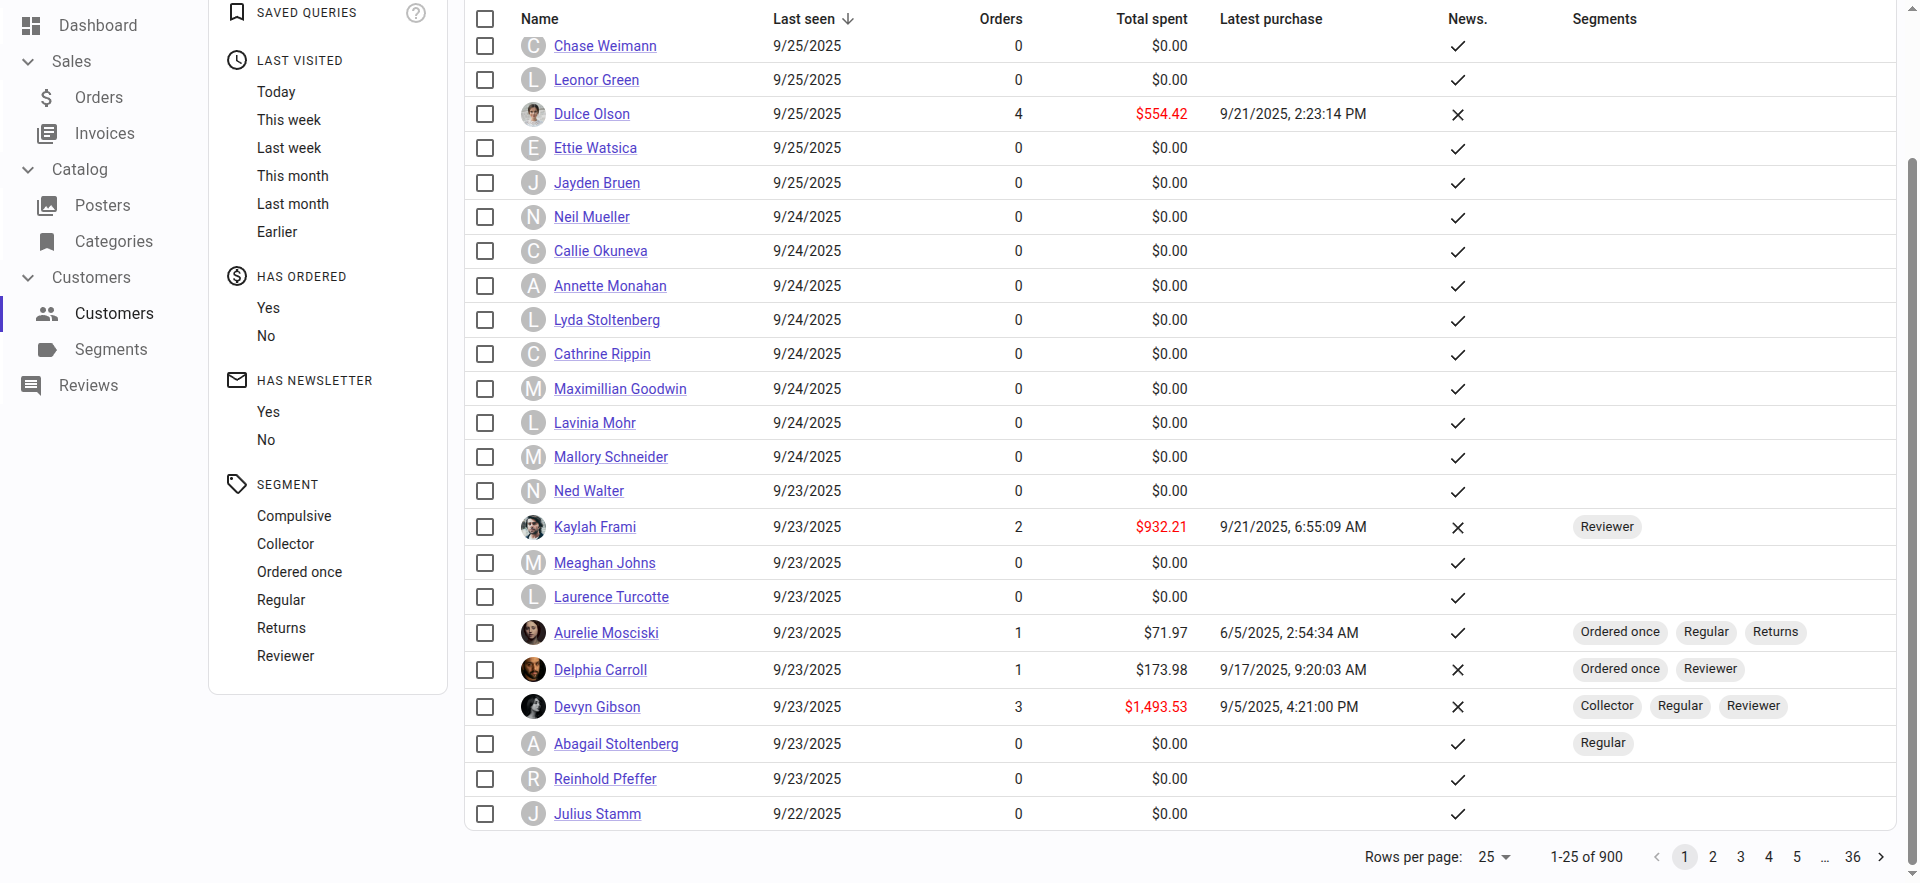 Dashboard
Sales
Orders
Invoices
Catalog
Posters
Categories
Customers
Customers
Segments
Reviews
SAVED QUERIES
LAST VISITED
Today
This week
Last week
This month
Last month
Earlier
HAS ORDERED
Yes
No
HAS NEWSLETTER
Yes
No
SEGMENT
Compulsive
Collector
Ordered once
Regular
Returns
Reviewer
Name Last seen Orders Total spent Latest purchase News. Segments
C Chase Weimann 9/25/2025 0 $0.00
L Leonor Green 9/25/2025 0 $0.00
Dulce Olson 9/25/2025 4 $554.42 9/21/2025, 2:23:14 PM
E Ettie Watsica 9/25/2025 0 $0.00
J Jayden Bruen 9/25/2025 0 $0.00
N Neil Mueller 9/24/2025 0 $0.00
C Callie Okuneva 9/24/2025 0 $0.00
A Annette Monahan 9/24/2025 0 $0.00
L Lyda Stoltenberg 9/24/2025 0 $0.00
C Cathrine Rippin 9/24/2025 0 $0.00
M Maximillian Goodwin 9/24/2025 0 $0.00
L Lavinia Mohr 9/24/2025 0 $0.00
M Mallory Schneider 9/24/2025 0 $0.00
N Ned Walter 9/23/2025 0 $0.00
Kaylah Frami 9/23/2025 2 $932.21 9/21/2025, 6:55:09 AM Reviewer
M Meaghan Johns 9/23/2025 0 $0.00
L Laurence Turcotte 9/23/2025 0 $0.00
Aurelie Mosciski 9/23/2025 1 $71.97 6/5/2025, 2:54:34 AM Ordered once Regular Returns
Delphia Carroll 9/23/2025 1 $173.98 9/17/2025, 9:20:03 AM Ordered once Reviewer
Devyn Gibson 9/23/2025 3 $1,493.53 9/5/2025, 4:21:00 PM Collector Regular Reviewer
A Abagail Stoltenberg 9/23/2025 0 $0.00 Regular
R Reinhold Pfeffer 9/23/2025 0 $0.00
J Julius Stamm 9/22/2025 0 $0.00
Rows per page: 25 1-25 of 900 1 2 3 4 5 ... 36